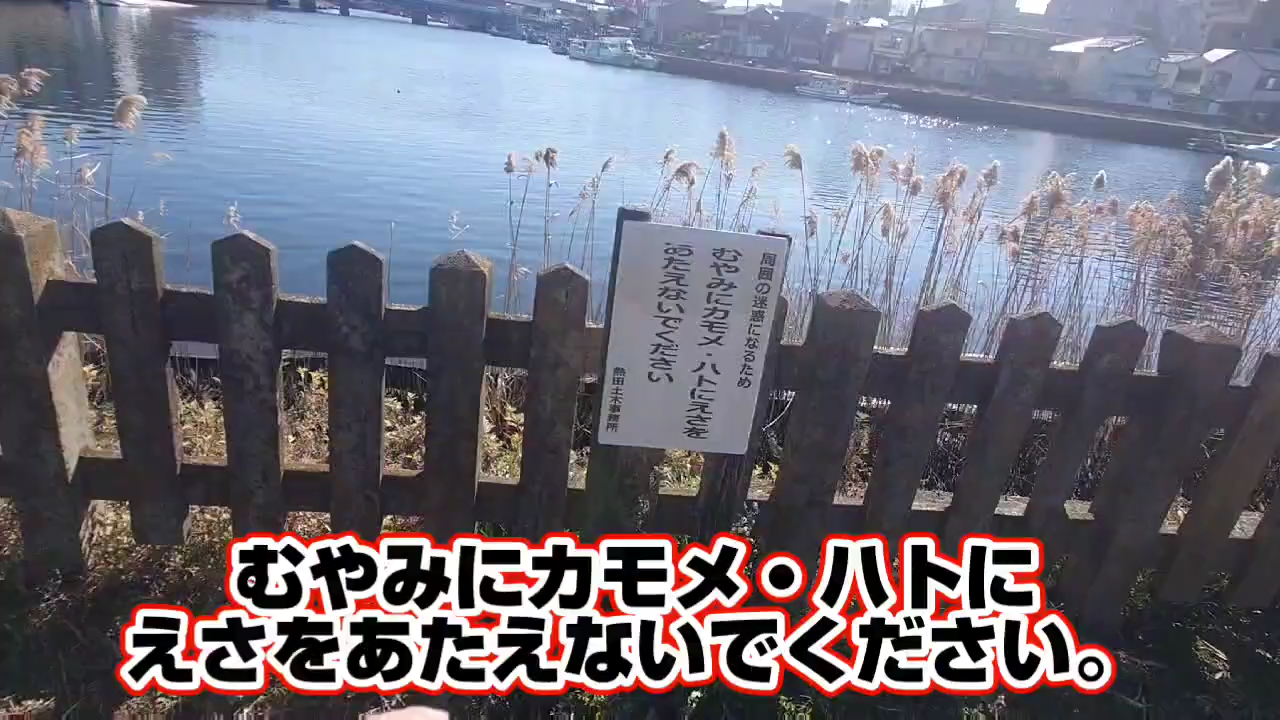 周囲の迷惑になるため
むやみにカモメ・ハトにえさを
あたえないでください
熱田土木事務所
むやみにカモメ・ハトに
えさをあたえないでください。